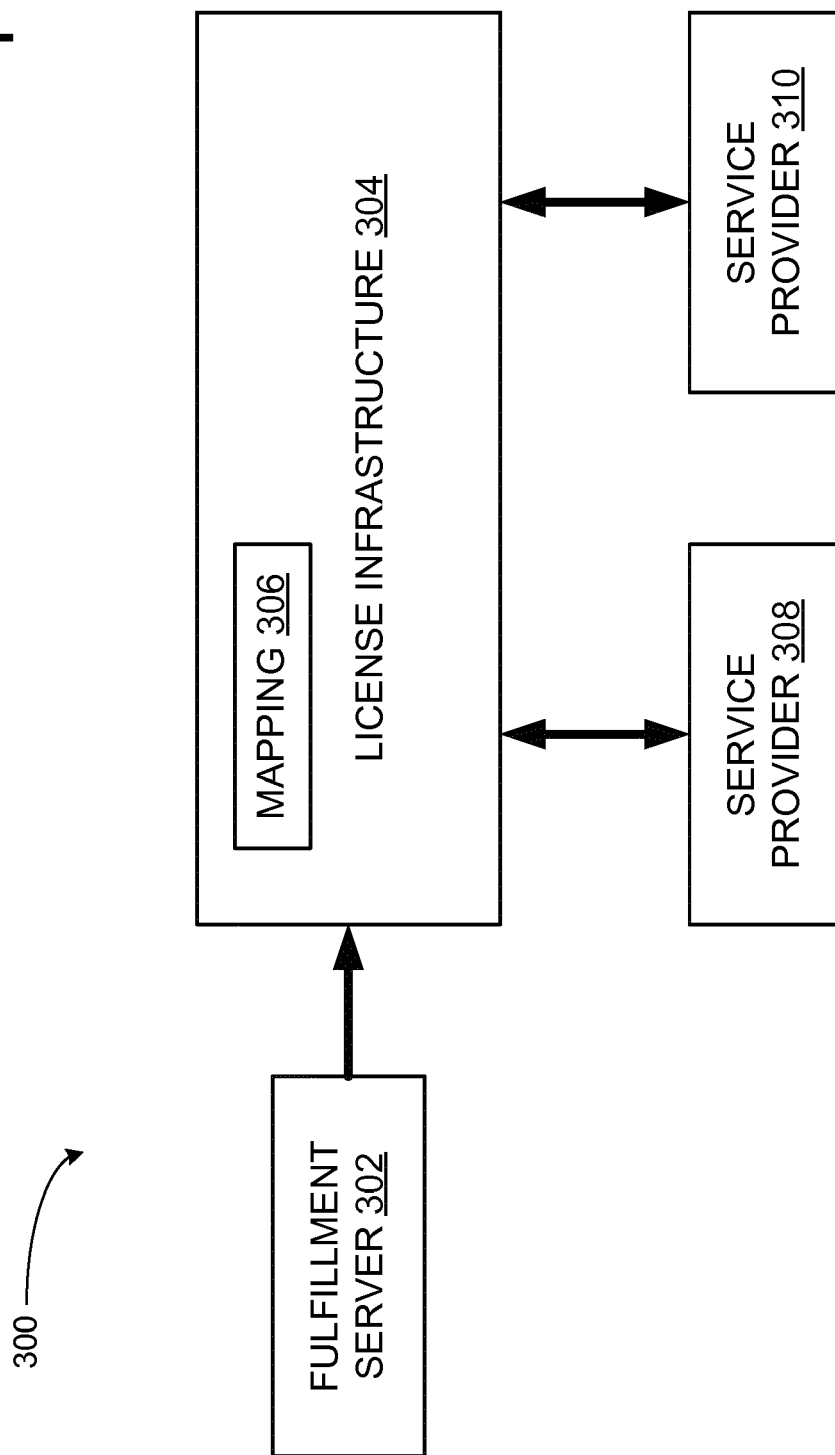 300
FULFILLMENT
SERVER 302
MAPPING 306
LICENSE INFRASTRUCTURE 304
SERVICE
PROVIDER 308
SERVICE
PROVIDER 310